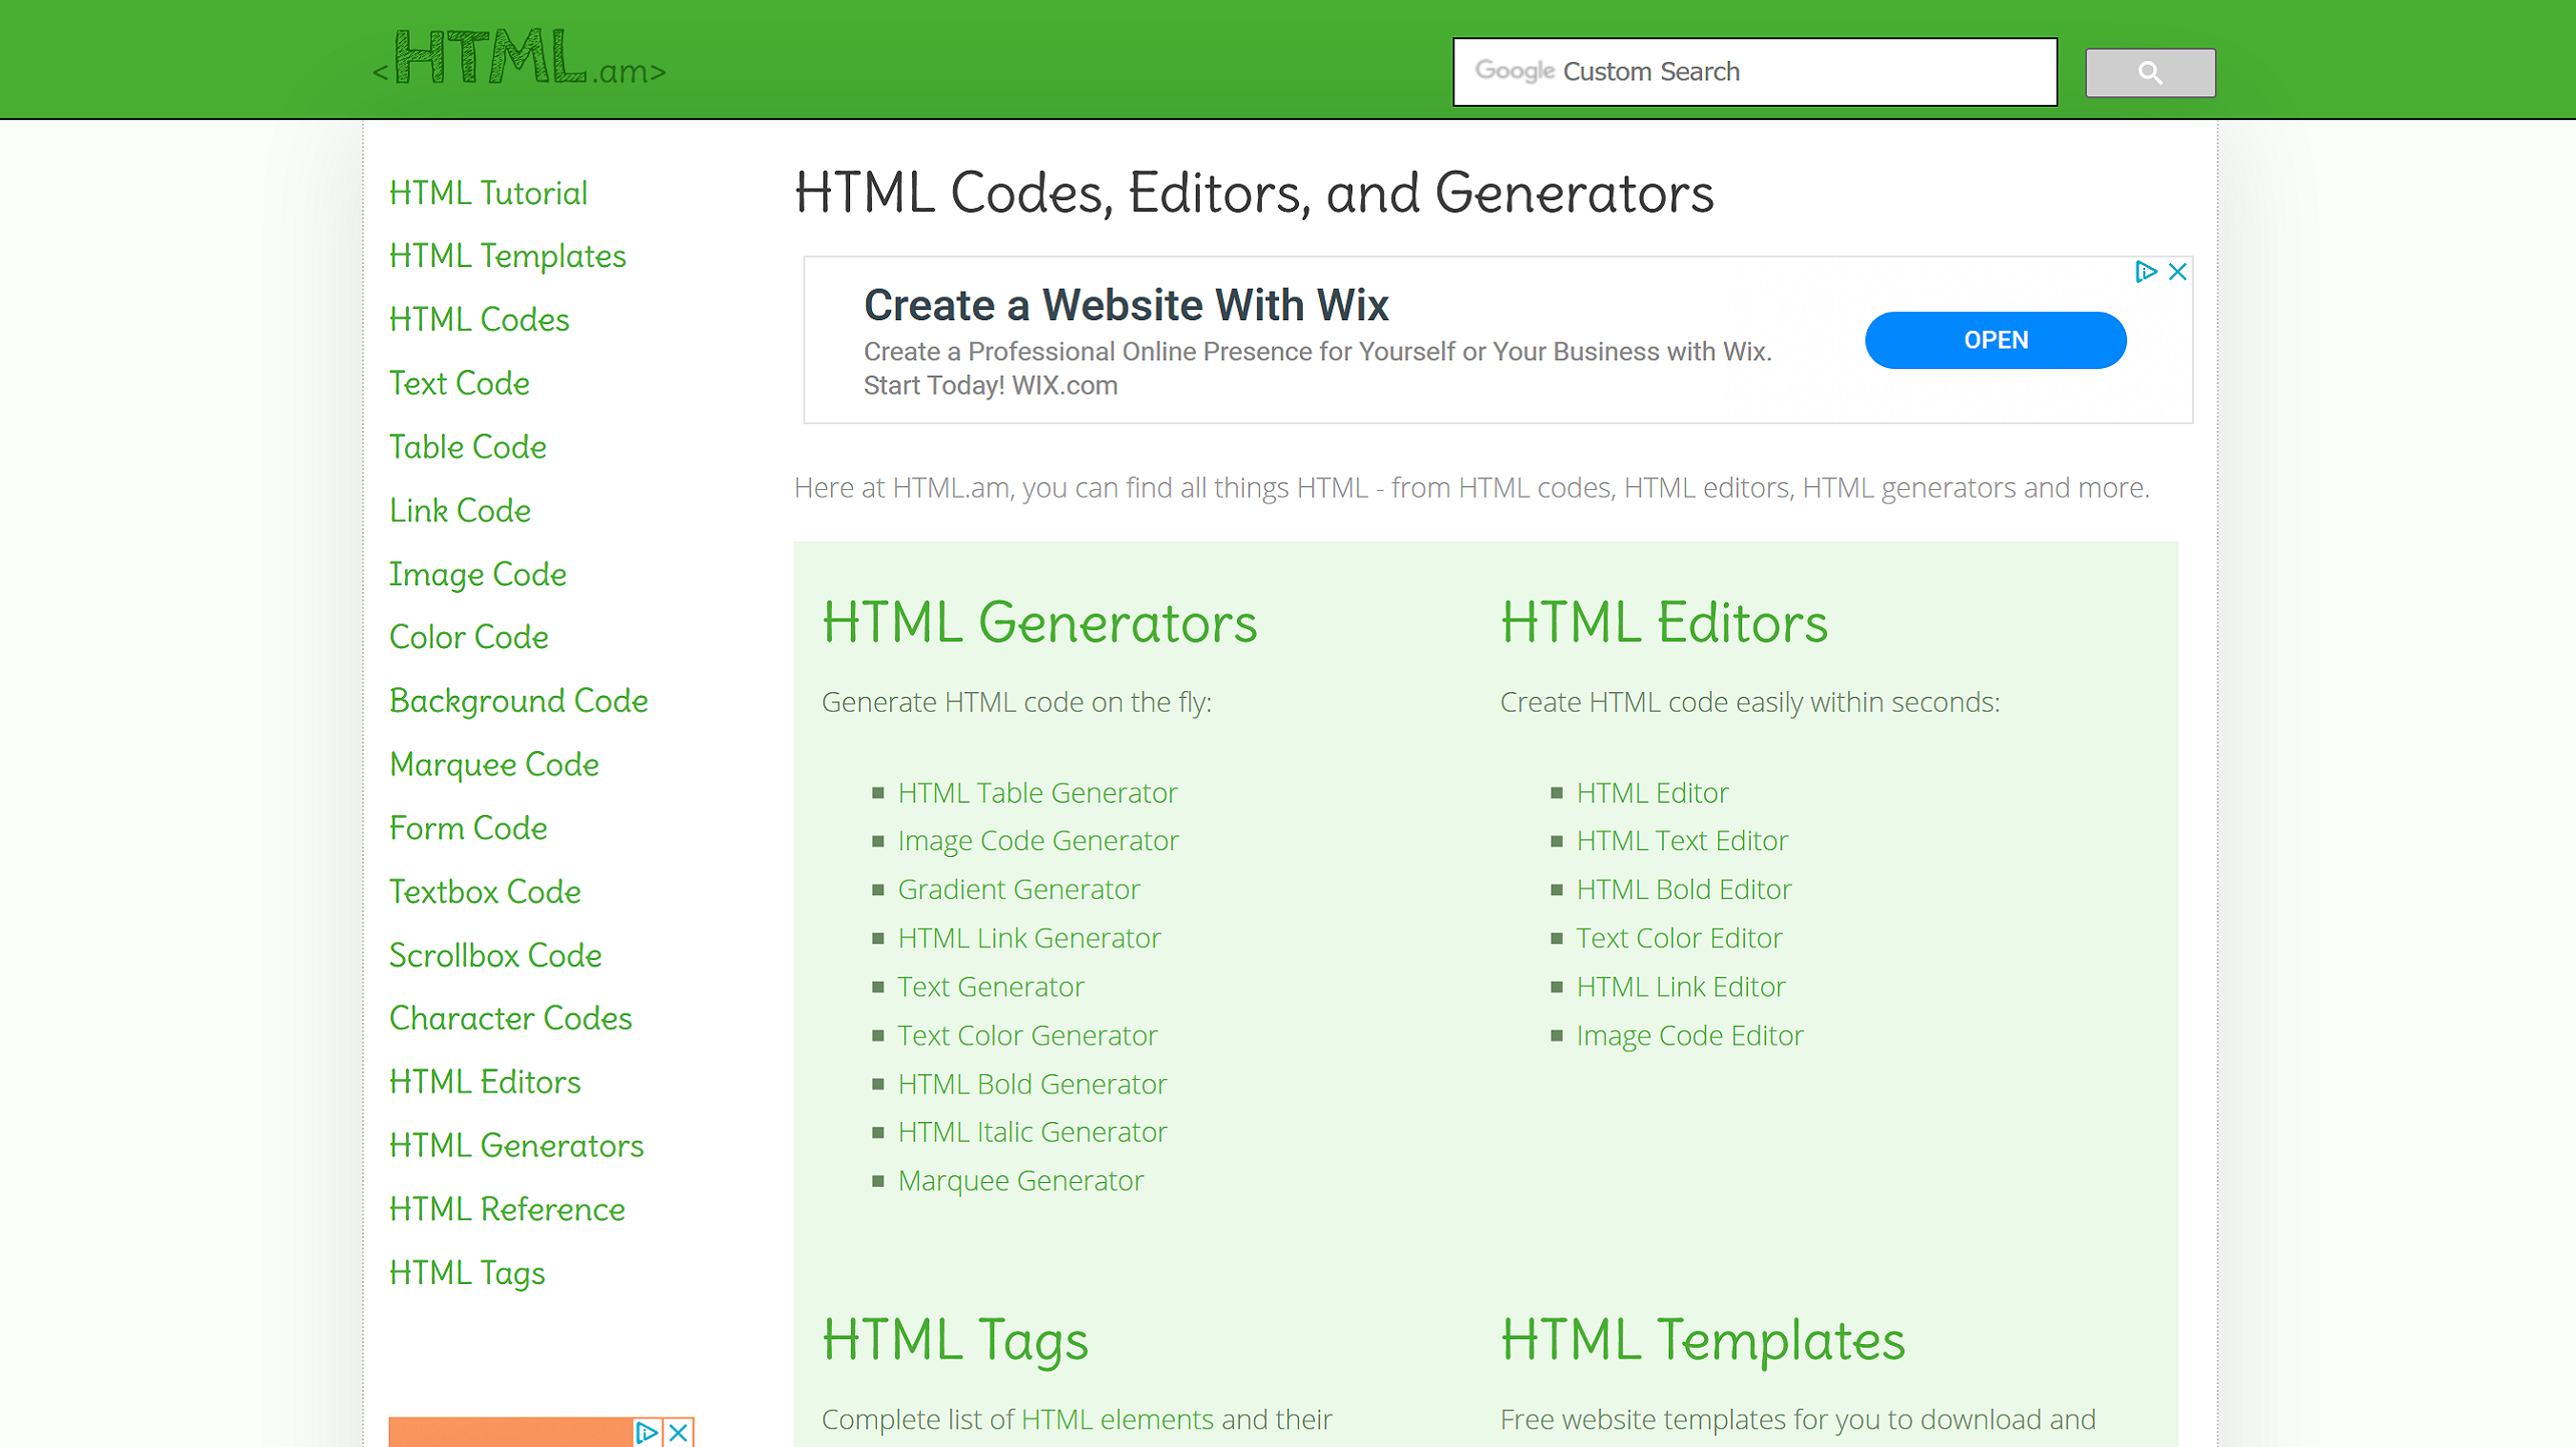 <HTML.am>
Google Custom Search
HTML Tutorial
HTML Templates
HTML Codes
Text Code
Table Code
Link Code
Image Code
Color Code
Background Code
Marquee Code
Form Code
Textbox Code
Scrollbox Code
Character Codes
HTML Editors
HTML Generators
HTML Reference
HTML Tags
HTML Codes, Editors, and Generators
Create a Website With Wix
Create a Professional Online Presence for Yourself or Your Business with Wix.
Start Today! WIX.com
OPEN
Here at HTML.am, you can find all things HTML - from HTML codes, HTML editors, HTML generators and more.
HTML Generators
Generate HTML code on the fly:
HTML Table Generator
Image Code Generator
Gradient Generator
HTML Link Generator
Text Generator
Text Color Generator
HTML Bold Generator
HTML Italic Generator
Marquee Generator
HTML Editors
Create HTML code easily within seconds:
HTML Editor
HTML Text Editor
HTML Bold Editor
Text Color Editor
HTML Link Editor
Image Code Editor
HTML Tags
Complete list of HTML elements and their
HTML Templates
Free website templates for you to download and